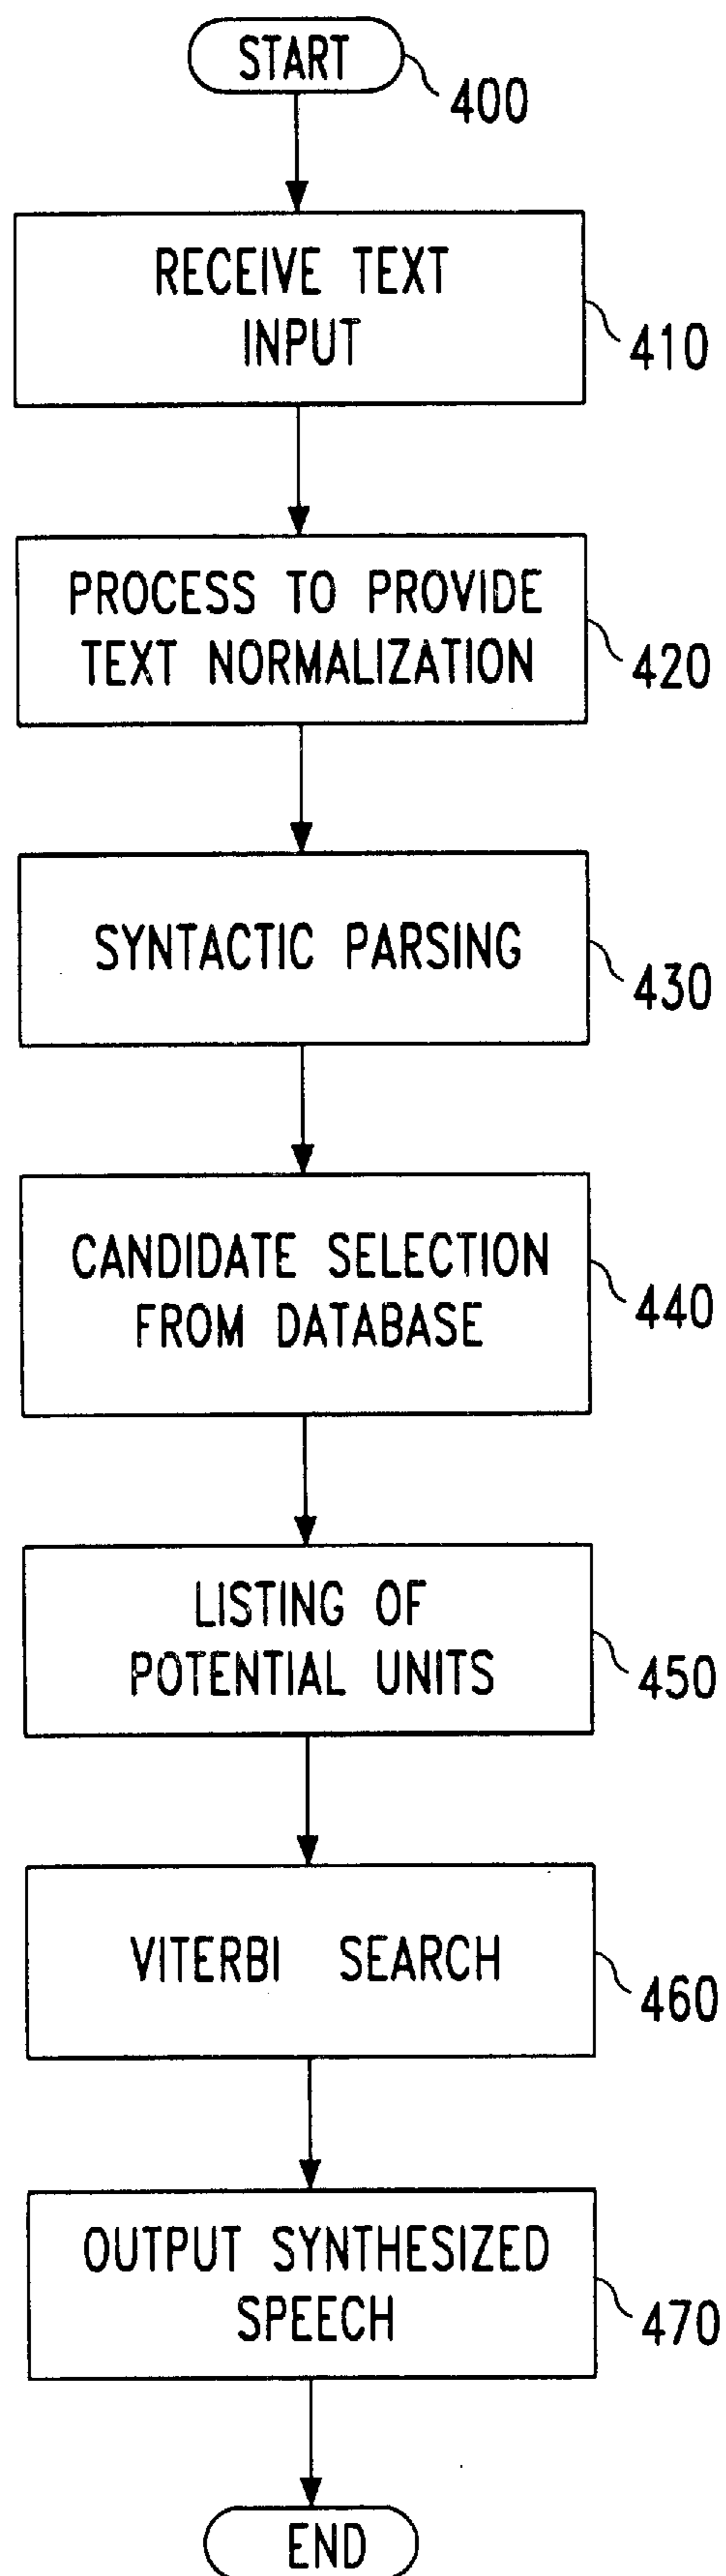 START
400
RECEIVE TEXT
INPUT
410
PROCESS TO PROVIDE
TEXT NORMALIZATION
420
SYNTACTIC PARSING
430
CANDIDATE SELECTION
FROM DATABASE
440
LISTING OF
POTENTIAL UNITS
450
VITERBI SEARCH
460
OUTPUT SYNTHESIZED
SPEECH
470
END